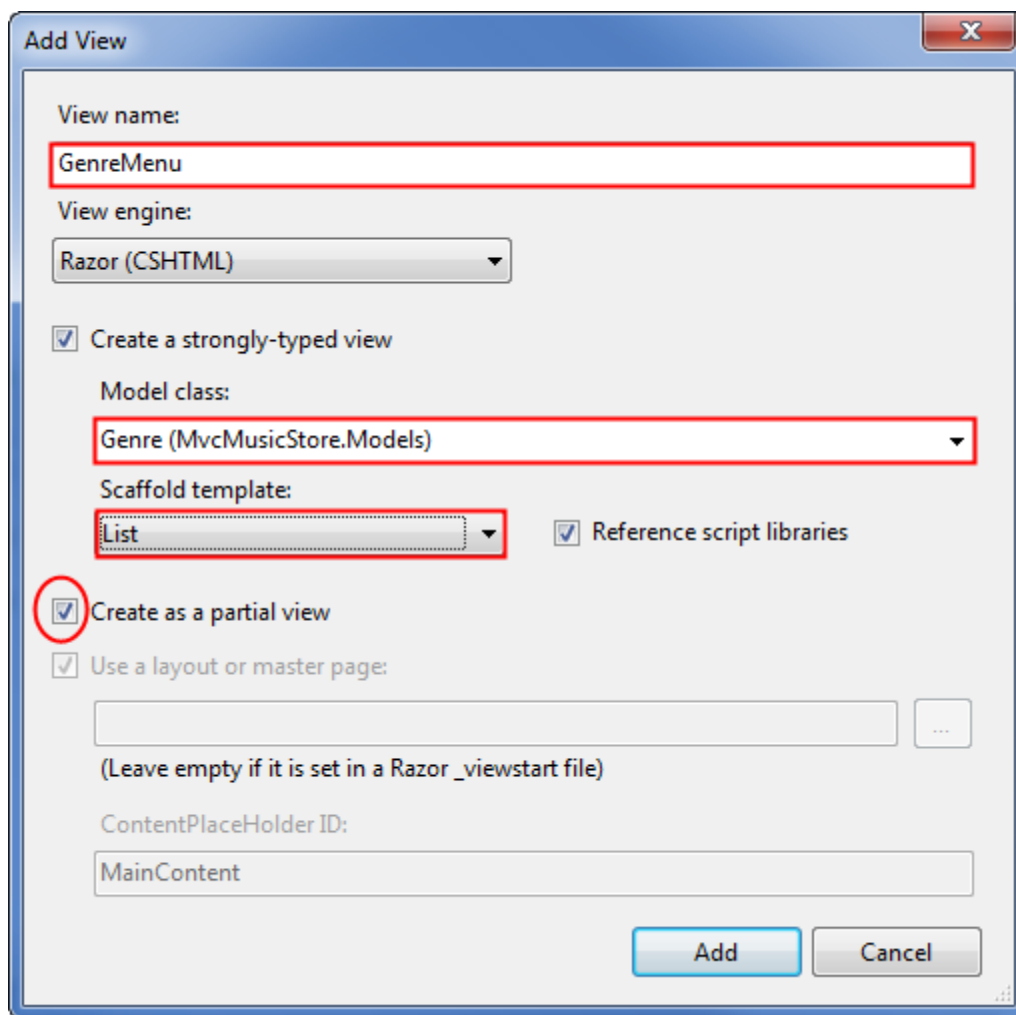 Add View
View name:
GenreMenu
View engine:
Razor (CSHTML)
Create a strongly-typed view
Model class:
Genre (MvcMusicStore.Models)
Scaffold template:
List Reference script libraries
Create as a partial view
Use a layout or master page:
...
(Leave empty if it is set in a Razor _viewstart file)
ContentPlaceHolder ID:
MainContent
Add Cancel